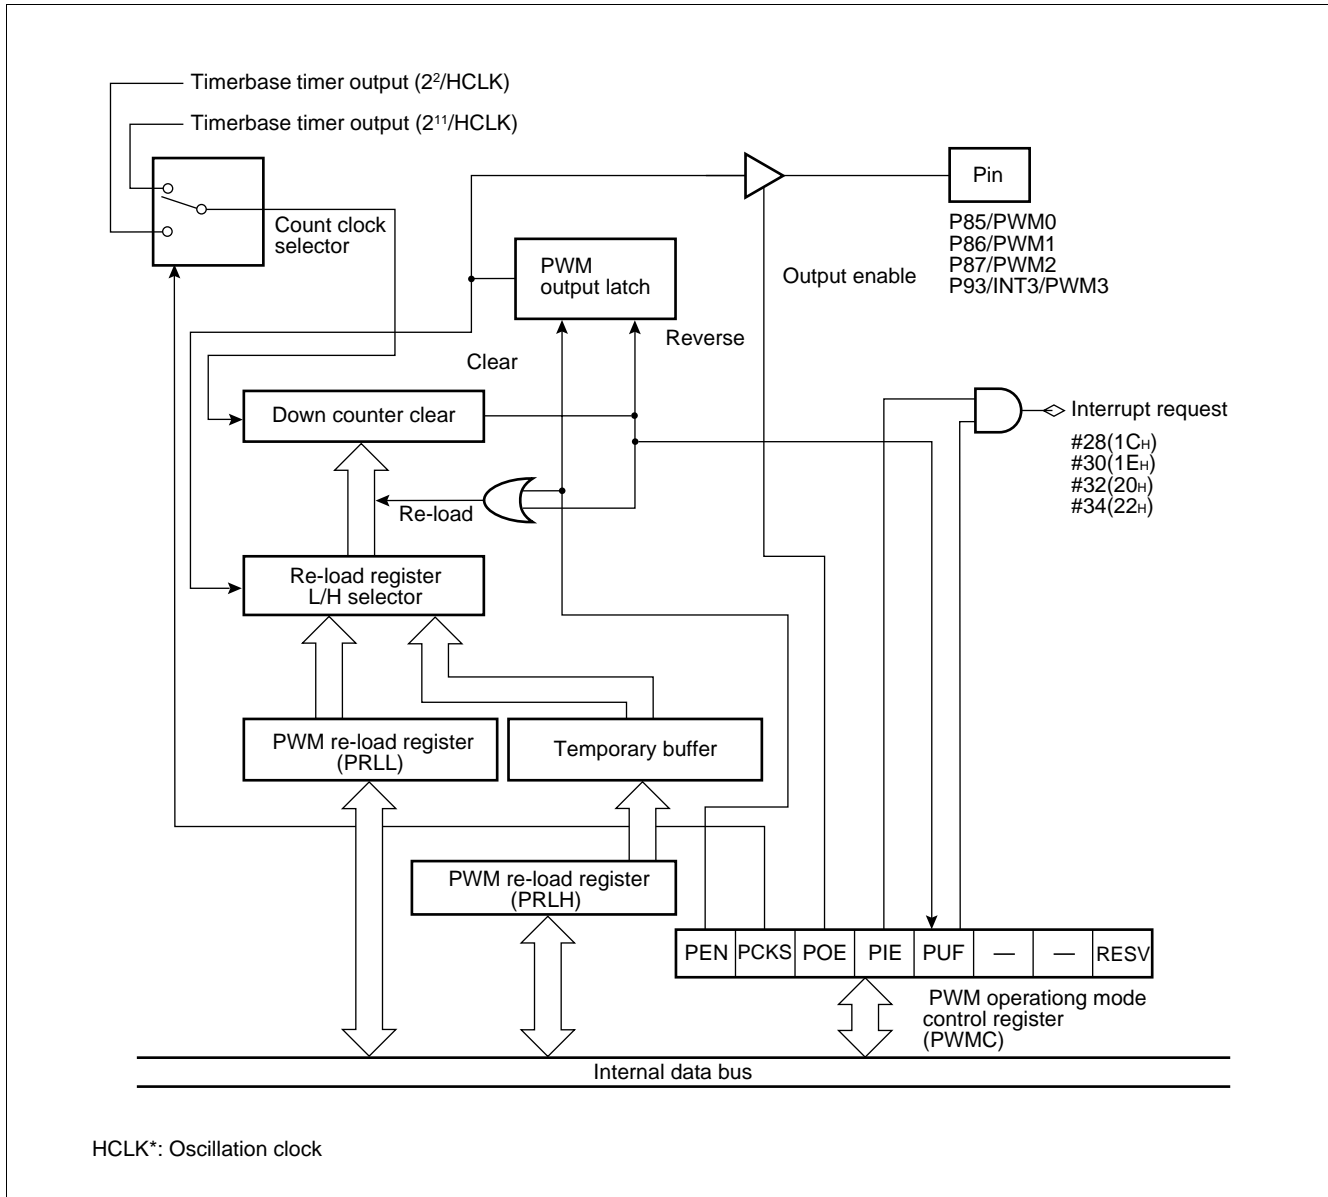 Timerbase timer output (2²/HCLK)
Timerbase timer output (2¹¹/HCLK)
Count clock
selector
PWM
output latch
Pin
P85/PWM0
P86/PWM1
P87/PWM2
P93/INT3/PWM3
Output enable
Reverse
Clear
Down counter clear
Interrupt request
#28(1CH)
#30(1EH)
#32(20H)
#34(22H)
Re-load
Re-load register
L/H selector
PWM re-load register
(PRLL)
Temporary buffer
PWM re-load register
(PRLH)
PEN PCKS POE PIE PUF — — RESV
PWM operationg mode
control register
(PWMC)
Internal data bus
HCLK*: Oscillation clock